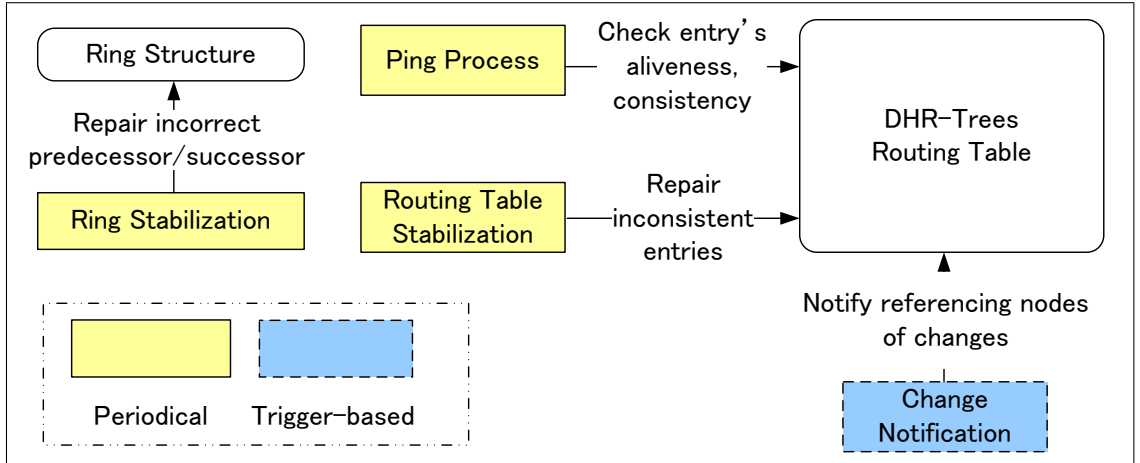 Ring Structure
Repair incorrect
predecessor/successor
Ring Stabilization
Ping Process
Check entry's
aliveness,
consistency
Routing Table
Stabilization
Repair
inconsistent
entries
DHR-Trees
Routing Table
Notify referencing nodes
of changes
Change
Notification
Periodical
Trigger-based